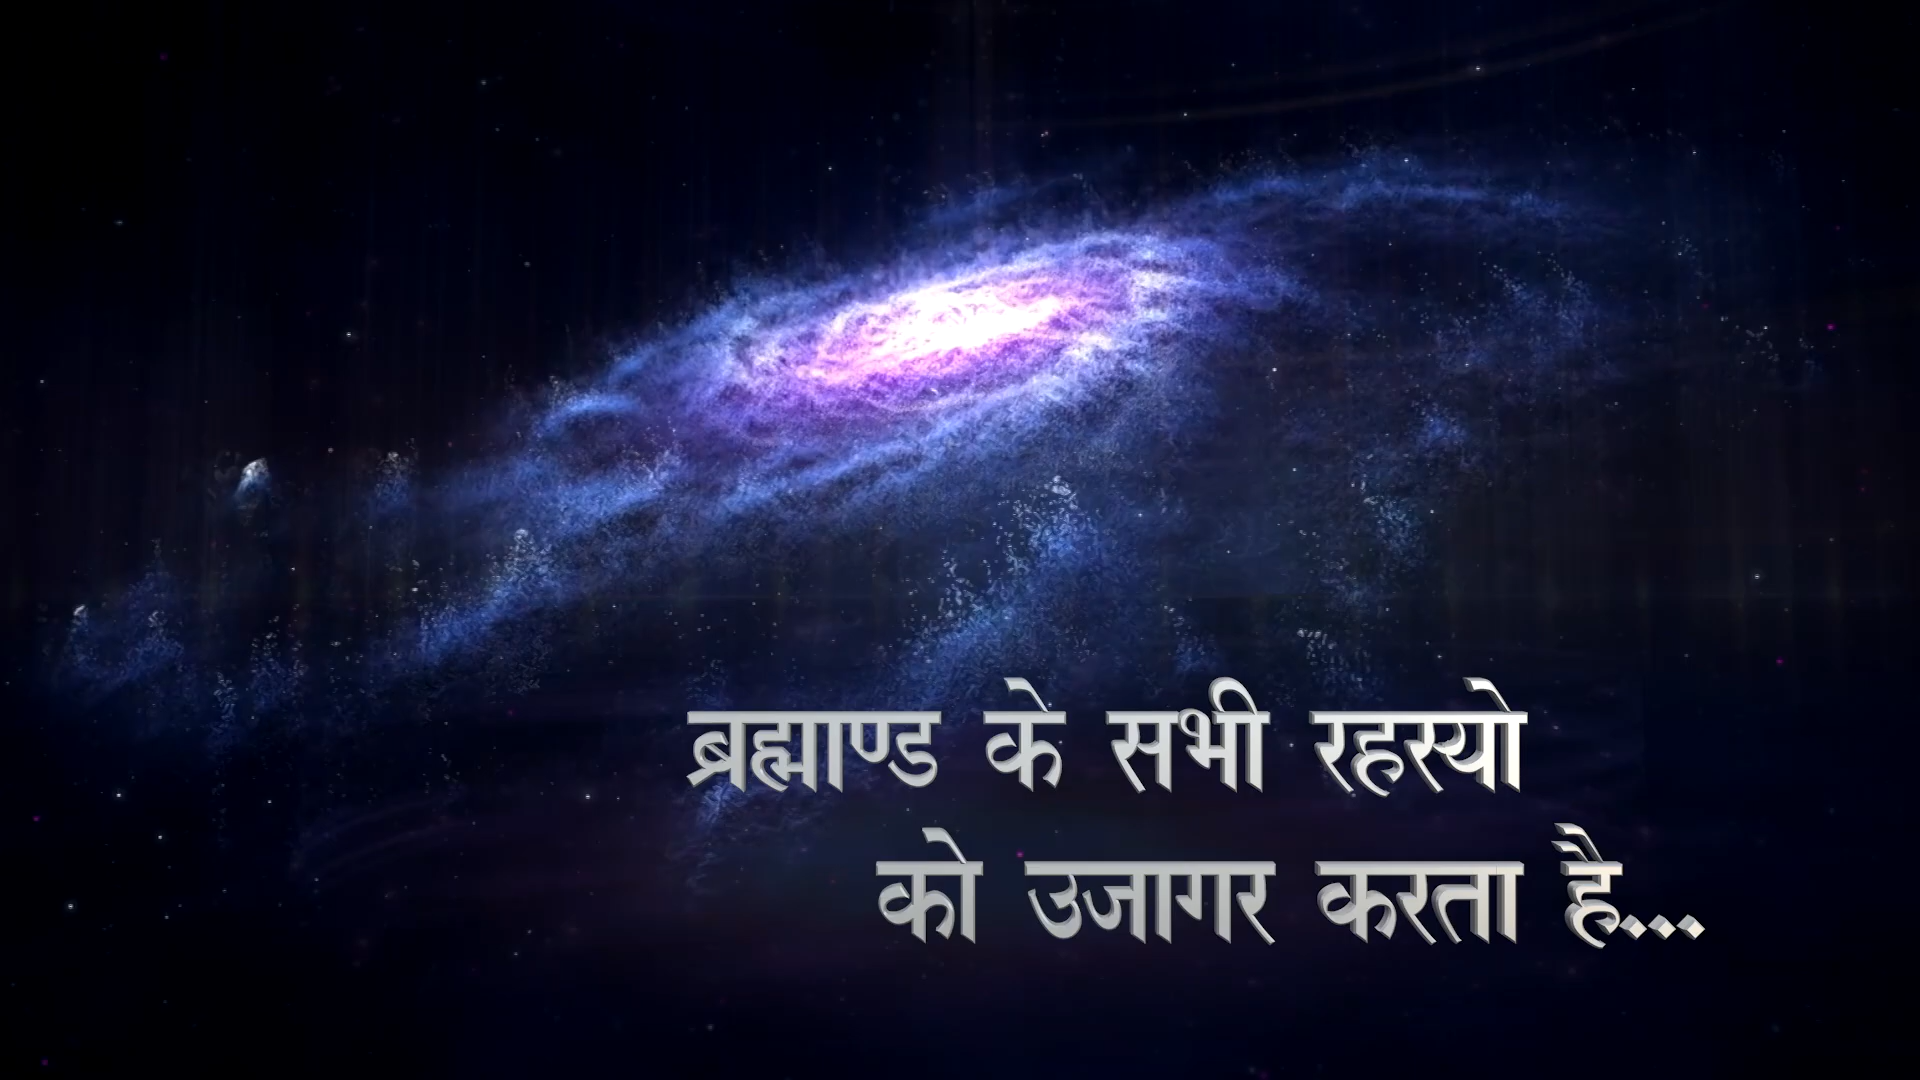 ब्रह्माण्ड के सभी रहस्यो
को उजागर करता है...